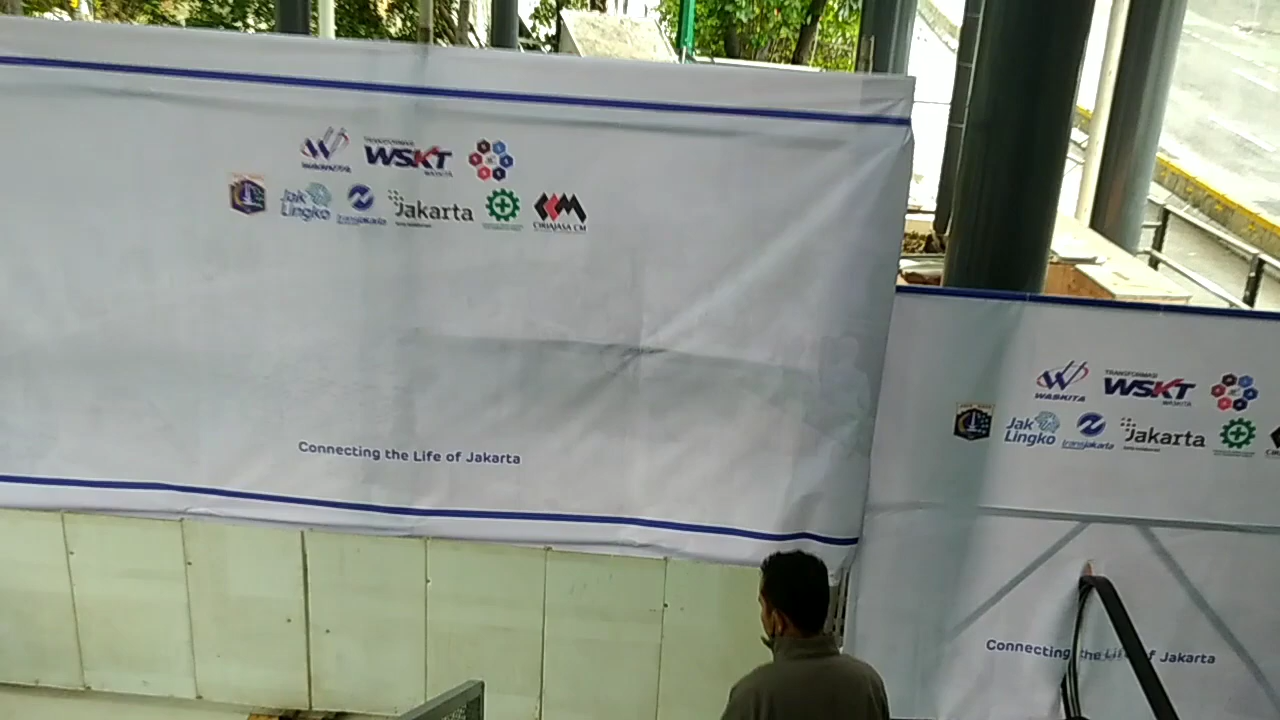 WASKITA
TRANSFORMASI
WSKT
WASKITA
Jak
Lingko
transjakarta
Jakarta
CIRIAJASA CM
Connecting the Life of Jakarta
WASKITA
TRANSFORMASI
WSKT
WASKITA
Jak
Lingko
transjakarta
Jakarta
Connecting the Life of Jakarta